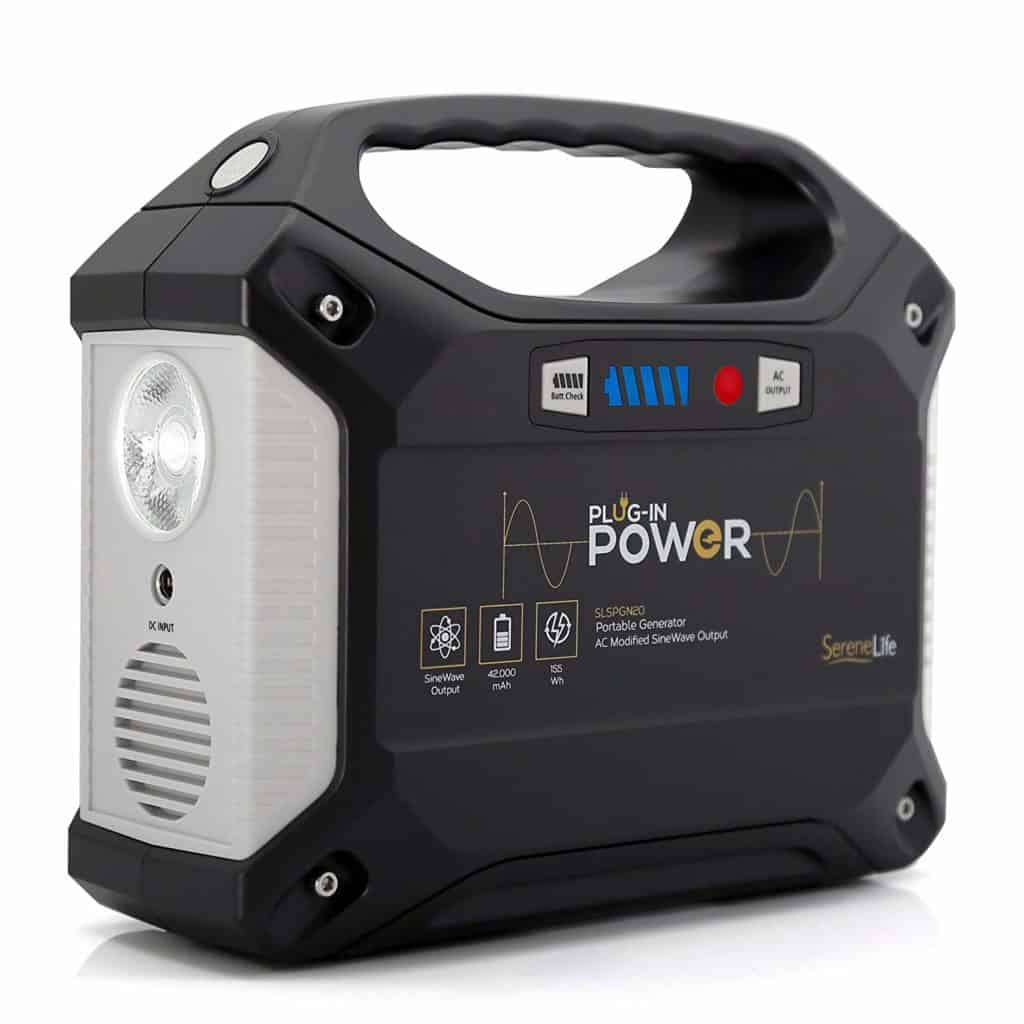 Batt.Check
AC
OUTPUT
PLUG-IN
POWER
SLSPGN20
Portable Generator
AC Modified SineWave Output
SineWave
Output
42.000
mAh
155
Wh
SereneLife
DC INPUT